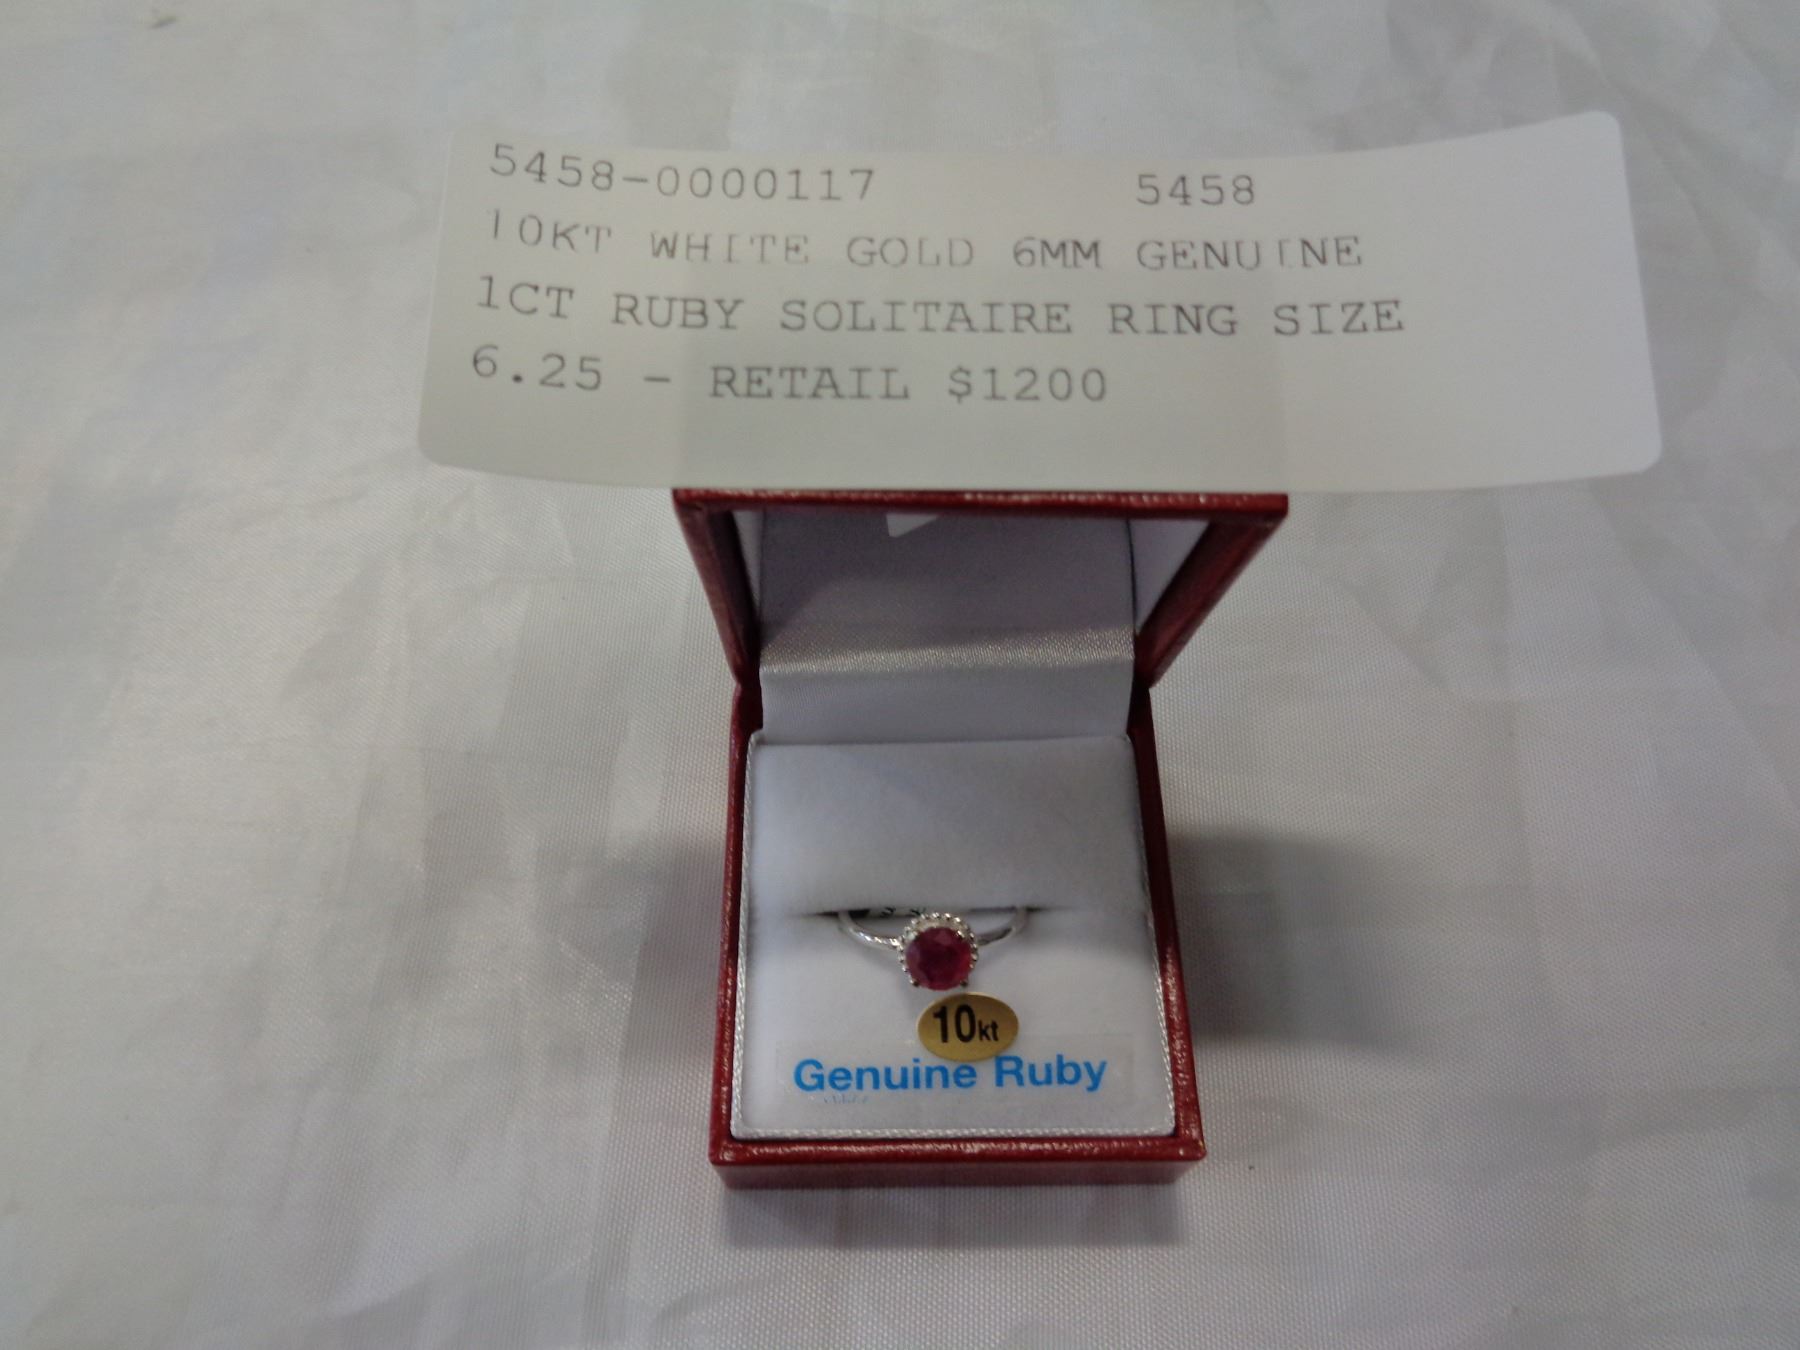 5458-0000117 5458
10KT WHITE GOLD 6MM GENUINE
1CT RUBY SOLITAIRE RING SIZE
6.25 - RETAIL $1200
10kt
Genuine Ruby